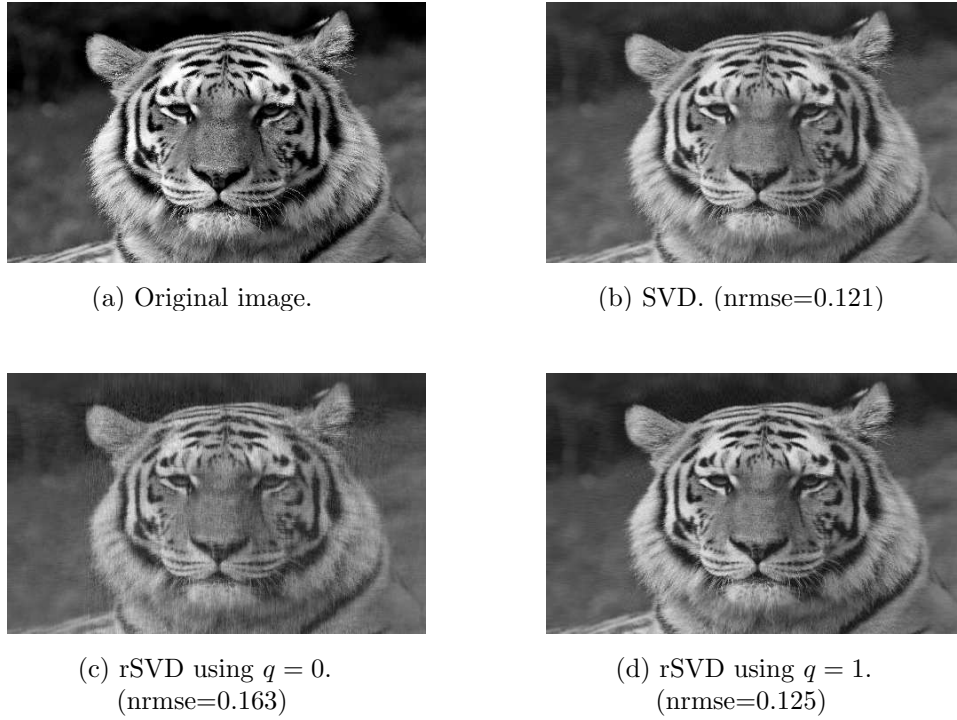 (a) Original image.
(b) SVD. (nrmse=0.121)
(c) rSVD using q = 0.
(nrmse=0.163)
(d) rSVD using q = 1.
(nrmse=0.125)